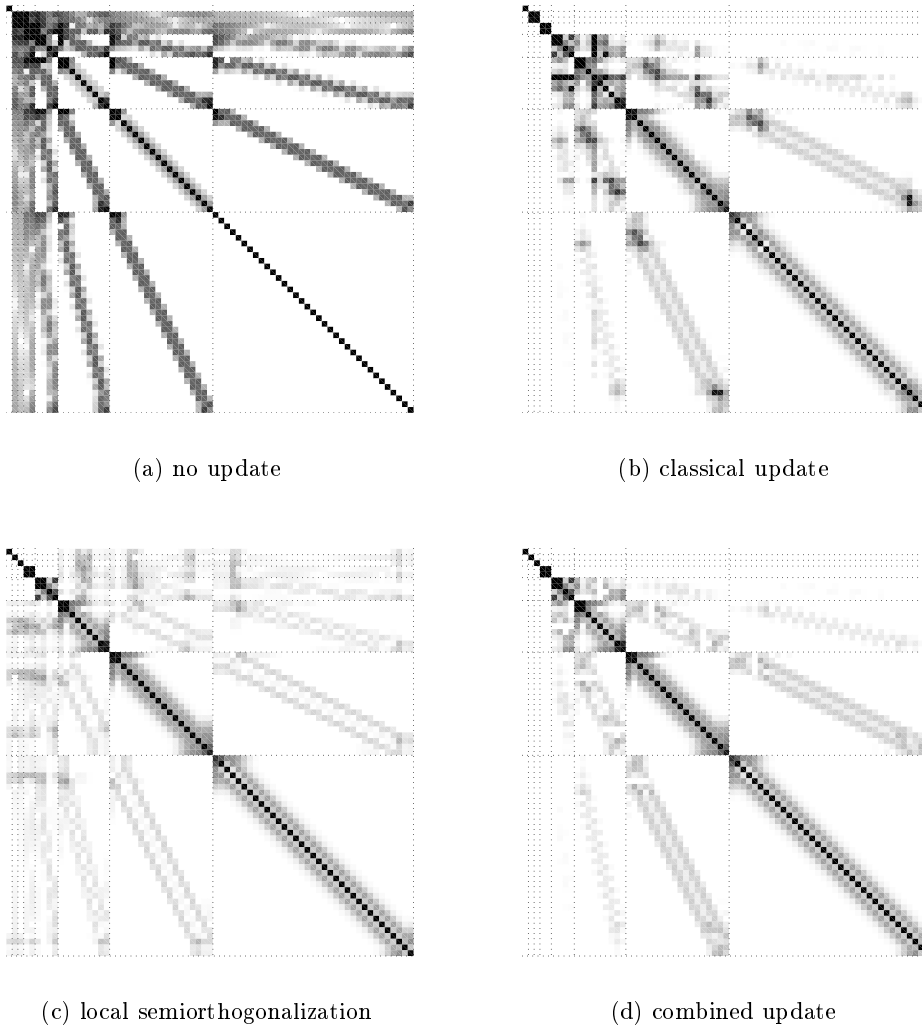 (a) no update
(b) classical update
(c) local semiorthogonalization
(d) combined update